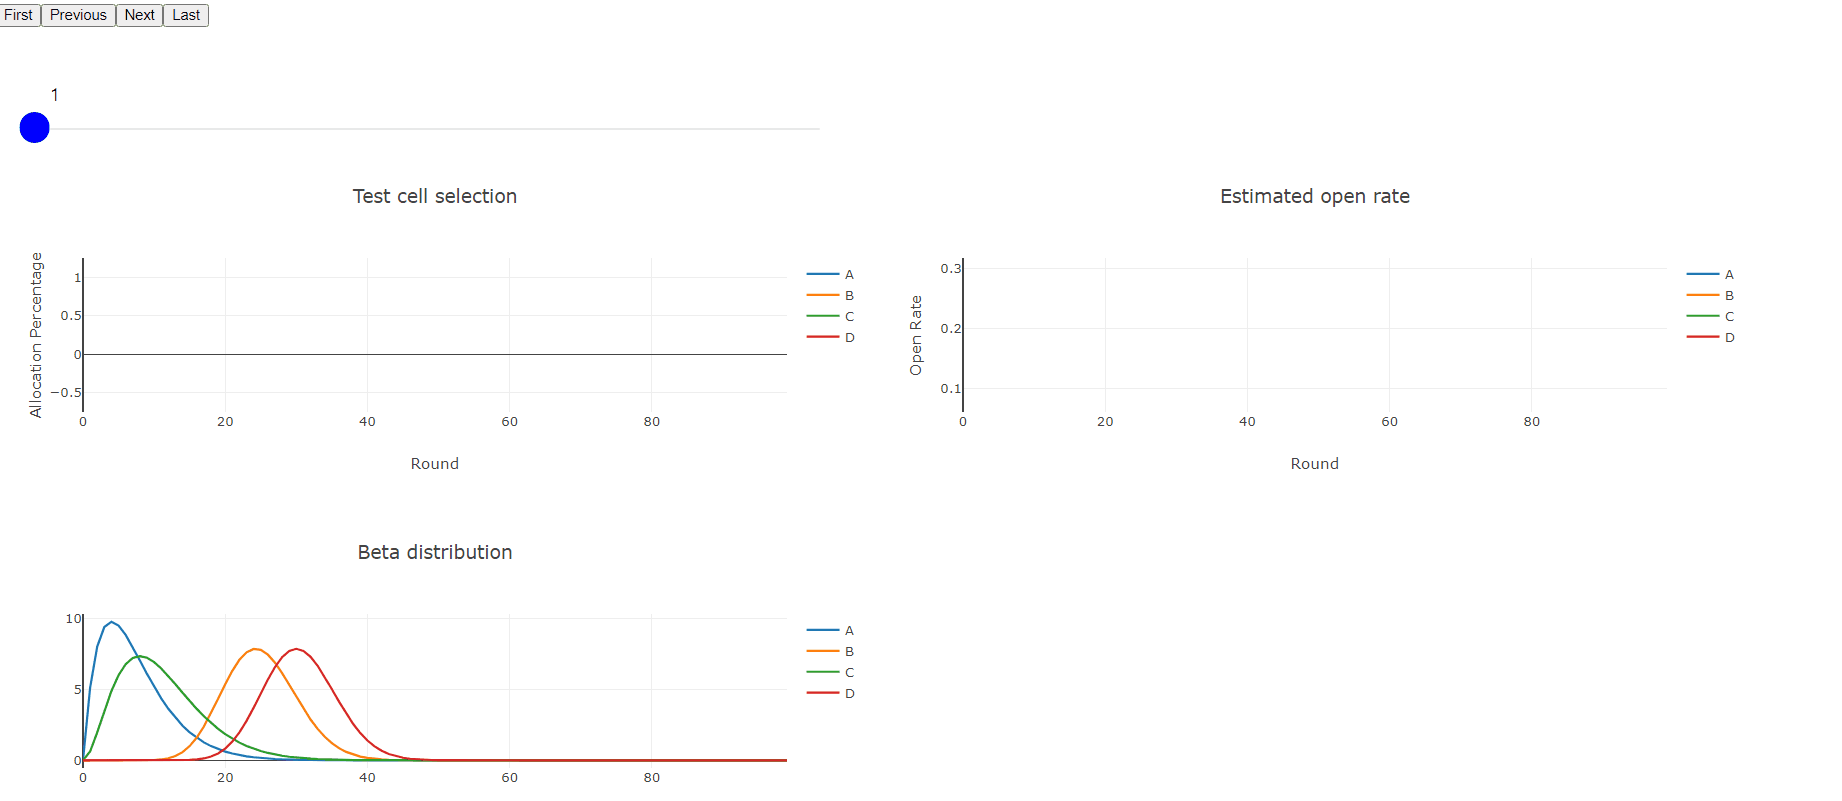 First Previous Next Last
1
Test cell selection
Allocation Percentage
1
0.5
0
−0.5
0 20 40 60 80
Round
A
B
C
D
Estimated open rate
Open Rate
0.3
0.2
0.1
0 20 40 60 80
Round
A
B
C
D
Beta distribution
10
5
0
0 20 40 60 80
A
B
C
D